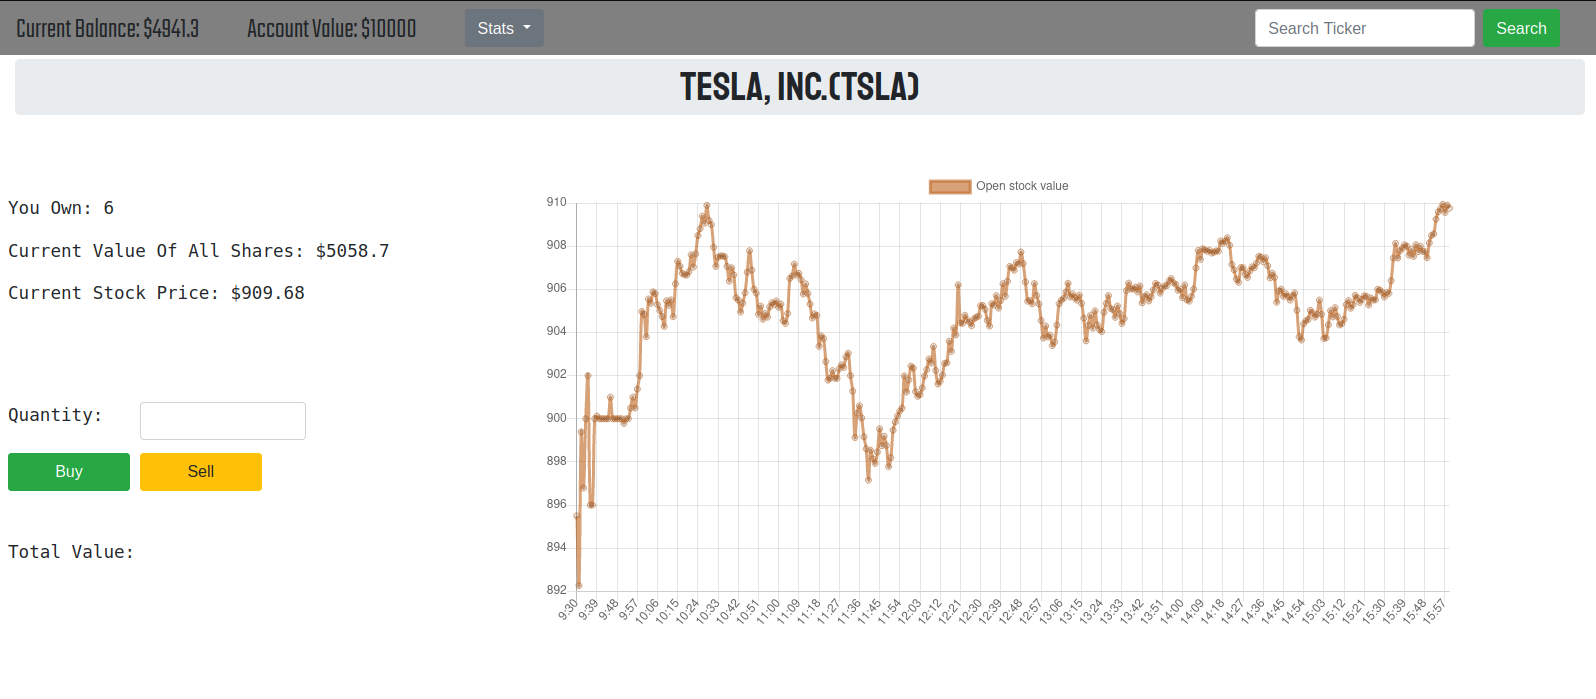 Current Balance: $4941.3 Account Value: $10000 Stats Search Ticker Search
TESLA, INC.(TSLA)
Open stock value
You Own: 6
Current Value Of All Shares: $5058.7
Current Stock Price: $909.68
Quantity:
Buy Sell
Total Value:
910
908
906
904
902
900
898
896
894
892
9:30 9:39 9:48 9:57 10:06 10:15 10:24 10:33 10:42 10:51 11:00 11:09 11:18 11:27 11:36 11:45 11:54 12:03 12:12 12:21 12:30 12:39 12:48 12:57 13:06 13:15 13:24 13:33 13:42 13:51 14:00 14:09 14:18 14:27 14:36 14:45 14:54 15:03 15:12 15:21 15:30 15:39 15:48 15:57